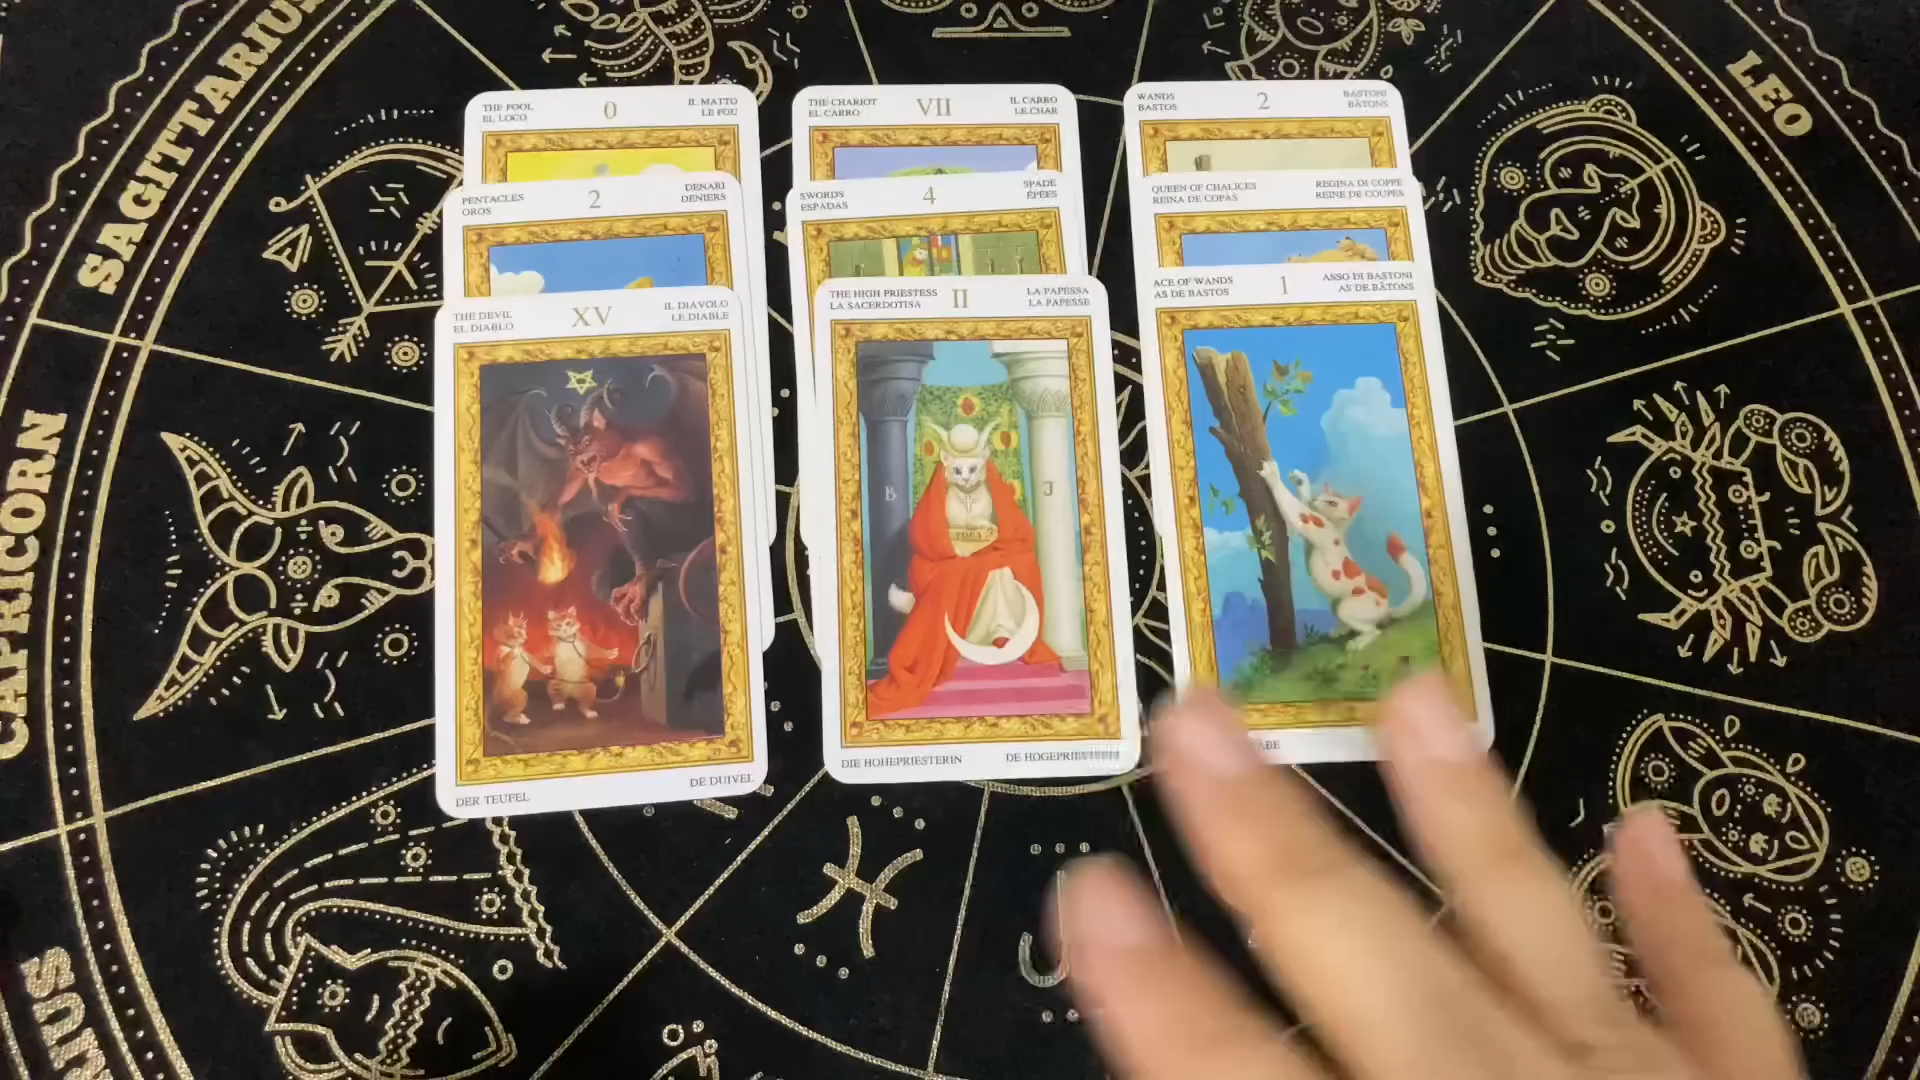 SAGITTARIUS
LEO
CAPRICORN
THE FOOL
EL LOCO
0
IL MATTO
LE FOU
THE CHARIOT
EL CARRO
VII
IL CARRO
LE CHAR
WANDS
BASTOS
2
BASTONI
BÂTONS
PENTACLES
OROS
2
DENARI
DENIERS
SWORDS
ESPADAS
4
SPADE
ÉPÉES
QUEEN OF CHALICES
REINA DE COPAS
REGINA DI COPPE
REINE DE COUPES
THE DEVIL
EL DIABLO
XV
IL DIAVOLO
LE DIABLE
THE HIGH PRIESTESS
LA SACERDOTISA
II
LA PAPESSA
LA PAPESSE
ACE OF WANDS
AS DE BASTOS
1
ASSO DI BASTONI
AS DE BÂTONS
B
J
DER TEUFEL
DE DUIVEL
DIE HOHEPRIESTERIN